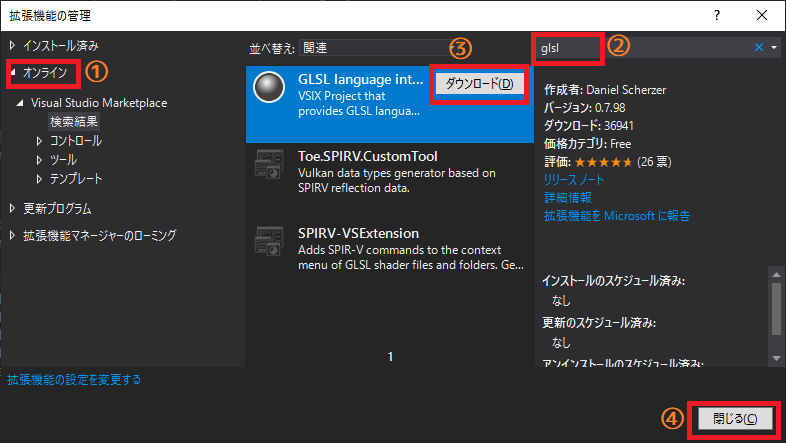 拡張機能の管理
? ✕
▷ インストール済み
オンライン ①
Visual Studio Marketplace
検索結果
コントロール
ツール
テンプレート
▷ 更新プログラム
▷ 拡張機能マネージャーのローミング
拡張機能の設定を変更する
並べ替え: 関連
③
GLSL language int...
ダウンロード(D)
VSIX Project that
provides GLSL langua...
Toe.SPIRV.CustomTool
Vulkan data types generator based on
SPIRV reflection data.
SPIRV-VSExtension
Adds SPIR-V commands to the context
menu of GLSL shader files and folders. Ge...
1
glsl
②
作成者: Daniel Scherzer
バージョン: 0.7.98
ダウンロード: 36941
価格カテゴリ: Free
評価: ★★★★★ (26 票)
リリース ノート
詳細情報
拡張機能を Microsoft に報告
インストールのスケジュール済み:
なし
更新のスケジュール済み:
なし
アンインストールのスケジュール済み:
④ 閉じる(C)